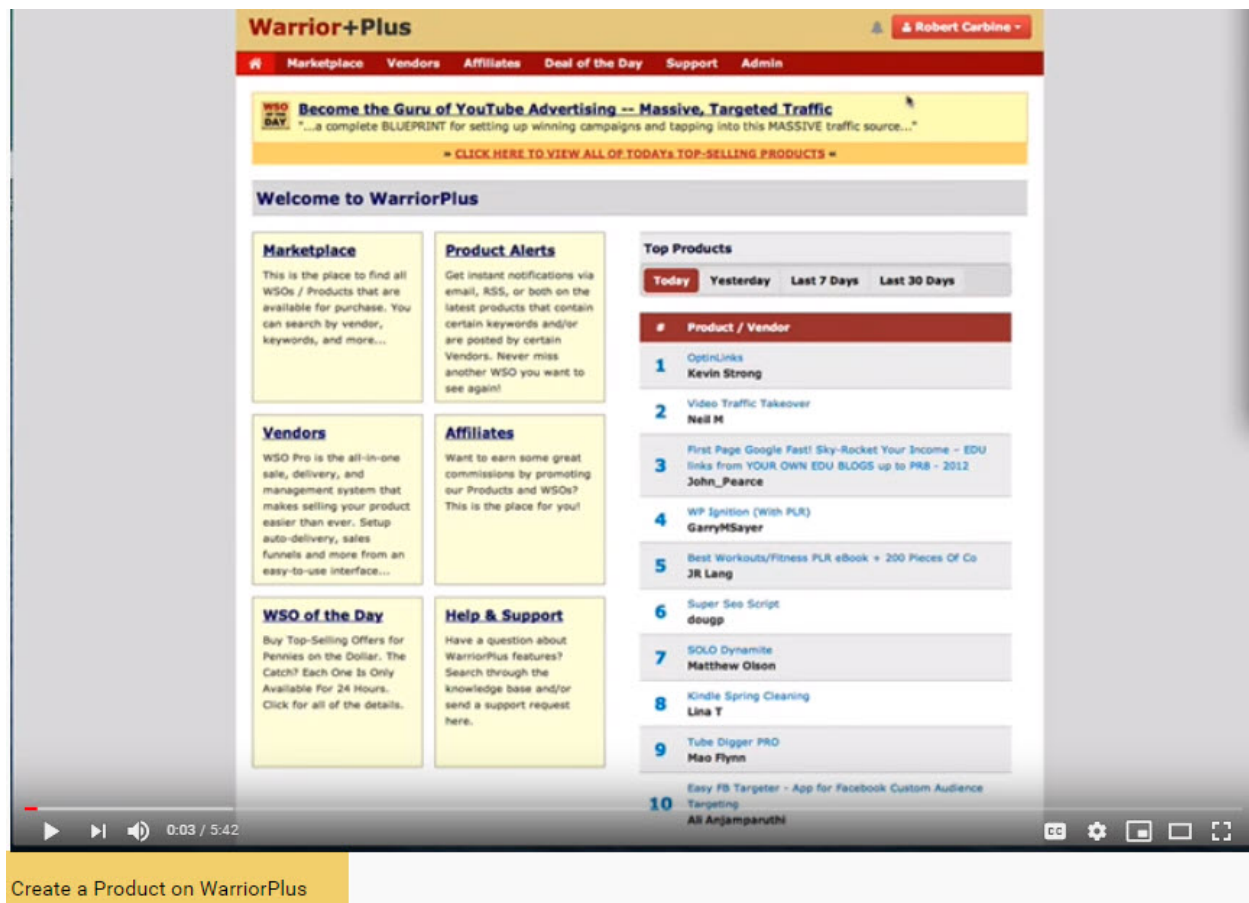 Warrior+Plus
Robert Carbine
Marketplace Vendors Affiliates Deal of the Day Support Admin
WSO OF THE DAY
Become the Guru of YouTube Advertising -- Massive, Targeted Traffic
"...a complete BLUEPRINT for setting up winning campaigns and tapping into this MASSIVE traffic source..."
» CLICK HERE TO VIEW ALL OF TODAYs TOP-SELLING PRODUCTS «
Welcome to WarriorPlus
Marketplace
This is the place to find all
WSOs / Products that are
available for purchase. You
can search by vendor,
keywords, and more...
Product Alerts
Get instant notifications via
email, RSS, or both on the
latest products that contain
certain keywords and/or
are posted by certain
Vendors. Never miss
another WSO you want to
see again!
Vendors
WSO Pro is the all-in-one
sale, delivery, and
management system that
makes selling your product
easier than ever. Setup
auto-delivery, sales
funnels and more from an
easy-to-use interface...
Affiliates
Want to earn some great
commissions by promoting
our Products and WSOs?
This is the place for you!
WSO of the Day
Buy Top-Selling Offers for
Pennies on the Dollar. The
Catch? Each One Is Only
Available For 24 Hours.
Click for all of the details.
Help & Support
Have a question about
WarriorPlus features?
Search through the
knowledge base and/or
send a support request
here.
Top Products
Today Yesterday Last 7 Days Last 30 Days
# Product / Vendor
1 OptinLinks
Kevin Strong
2 Video Traffic Takeover
Neil M
3 First Page Google Fast! Sky-Rocket Your Income – EDU
links from YOUR OWN EDU BLOGS up to PR8 - 2012
John_Pearce
4 WP Ignition (With PLR)
GarryMSayer
5 Best Workouts/Fitness PLR eBook + 200 Pieces Of Co
JR Lang
6 Super Seo Script
dougp
7 SOLO Dynamite
Matthew Olson
8 Kindle Spring Cleaning
Lina T
9 Tube Digger PRO
Mao Flynn
10 Easy FB Targeter - App for Facebook Custom Audience
Targeting
Ali Anjamparuthi
0:03 / 5:42
CC
Create a Product on WarriorPlus